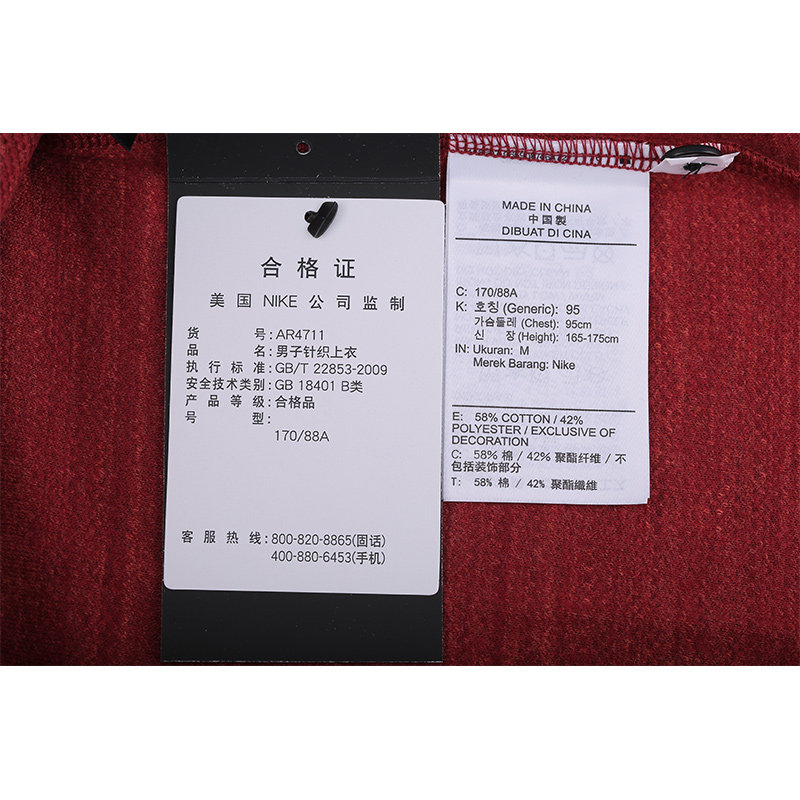 合格证
美国 NIKE 公司监制
货号: AR4711
品名: 男子针织上衣
执行标准: GB/T 22853-2009
安全技术类别: GB 18401 B类
产品等级: 合格品
号型:
170/88A
客服热线: 800-820-8865(固话)
400-880-6453(手机)
MADE IN CHINA
中国製
DIBUAT DI CINA
C: 170/88A
K: 호칭 (Generic): 95
가슴둘레 (Chest): 95cm
신 장 (Height): 165-175cm
IN: Ukuran: M
Merek Barang: Nike
E: 58% COTTON / 42%
POLYESTER / EXCLUSIVE OF
DECORATION
C: 58% 棉 / 42% 聚酯纤维 / 不
包括装饰部分
T: 58% 棉 / 42% 聚酯纖維